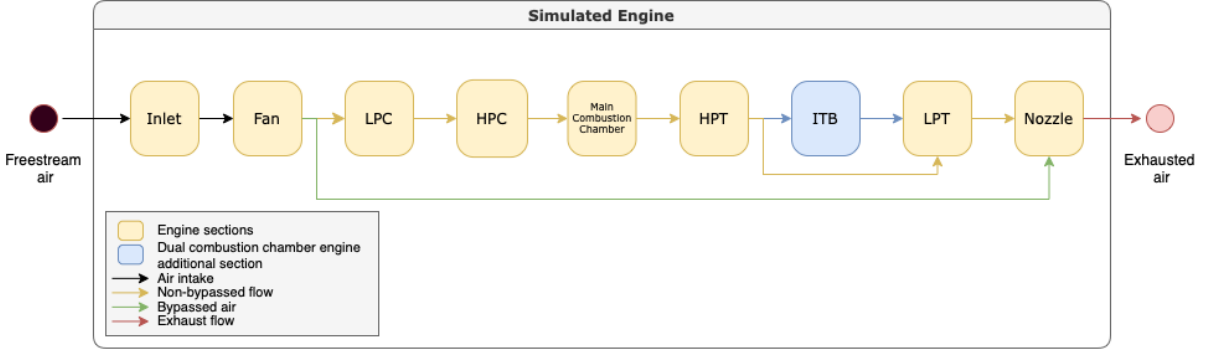 Simulated Engine
Freestream
air
Inlet
Fan
LPC
HPC
Main
Combustion
Chamber
HPT
ITB
LPT
Nozzle
Exhausted
air
Engine sections
Dual combustion chamber engine
additional section
Air intake
Non-bypassed flow
Bypassed air
Exhaust flow